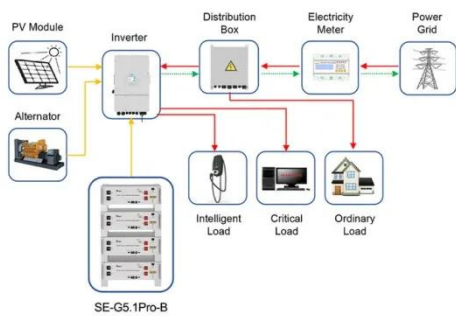 PV Module
Inverter
Distribution
Box
Electricity
Meter
Power
Grid
Alternator
Intelligent
Load
Critical
Load
Ordinary
Load
SE-G5.1Pro-B